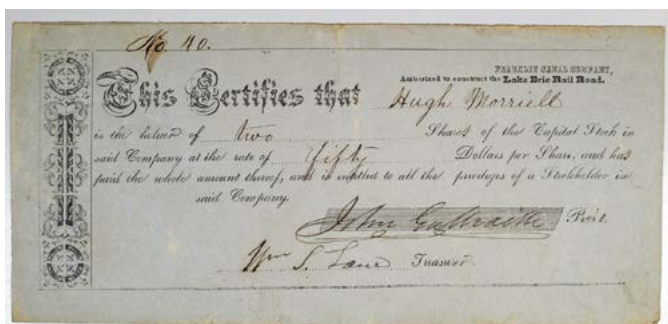 No 40.
FRANKLIN CANAL COMPANY,
Authorized to construct the Lake Erie Rail Road.
This Certifies that Hugh Morriell
is the holder of two Shares of the Capital Stock in
said Company at the rate of fifty Dollars per Share, and has
paid the whole amount thereof, and is entitled to all the privileges of a Stockholder in
said Company.
John Galbraith Prest.
Wm S. Lane Treasurer.